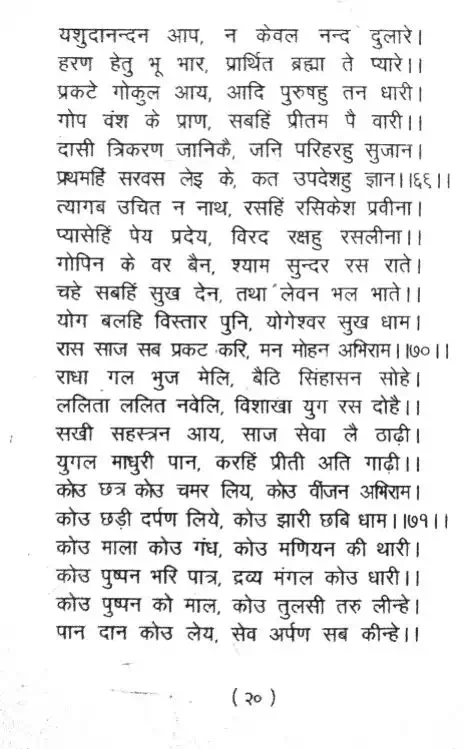 यशुदानन्दन आप, न केवल नन्द दुलारे।
हरण हेतु भू भार, प्रार्थित ब्रह्मा ते प्यारे।।
प्रकटे गोकुल आय, आदि पुरुषहु तन धारी।
गोप वंश के प्राण, सबहिं प्रीतम पै वारी।।
दासी त्रिकरण जानिकै, जनि परिहरहु सुजान।
प्रथमहिं सरवस लेइ के, कत उपदेशहु ज्ञान।।६६।।
त्यागब उचित न नाथ, रसहिं रसिकेश प्रवीना।
प्यासेहिं पेय प्रदेय, विरद रक्षहु रसलीना।।
गोपिन के वर बैन, श्याम सुन्दर रस राते।
चहे सबहिं सुख देन, तथा लेवन भल भाते।।
योग बलहि विस्तार पुनि, योगेश्वर सुख धाम।
रास साज सब प्रकट करि, मन मोहन अभिराम।।७०।।
राधा गल भुज मेलि, बैठि सिंहासन सोहे।
ललिता ललित नवेलि, विशाखा युग रस दोहै।।
सखी सहस्त्रन आय, साज सेवा लै ठाढ़ी।
युगल माधुरी पान, करहिं प्रीती अति गाढ़ी।।
कोउ छत्र कोउ चमर लिय, कोउ वींजन अभिराम।
कोउ छड़ी दर्पण लिये, कोउ झारी छबि धाम।।७१।।
कोउ माला कोउ गंध, कोउ मणियन की थारी।
कोउ पुष्पन भरि पात्र, द्रव्य मंगल कोउ धारी।।
कोउ पुष्पन को माल, कोउ तुलसी तरु लीन्हे।
पान दान कोउ लेय, सेव अर्पण सब कीन्हे।।
(२०)